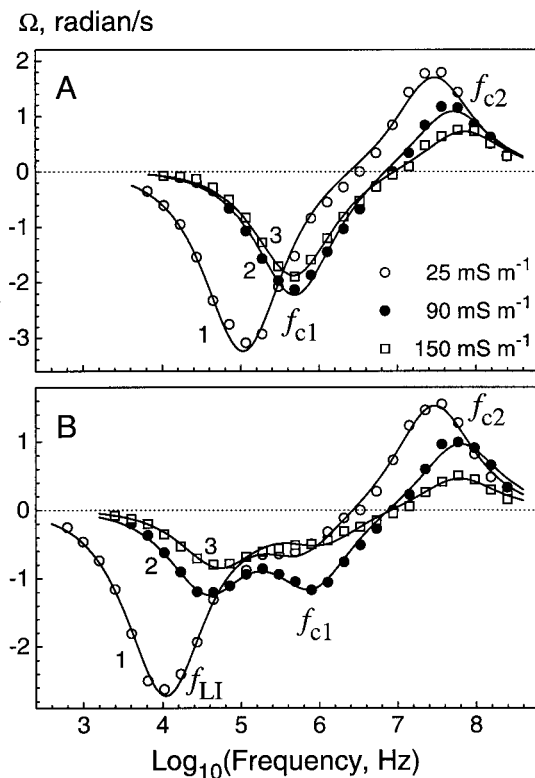 Ω, radian/s
A
2
1
0
-1
-2
-3
f_c2
3
2
1
f_c1
25 mS m⁻¹
90 mS m⁻¹
150 mS m⁻¹
B
1
0
-1
-2
f_c2
3
2
1
f_c1
f_LI
3 4 5 6 7 8
Log₁₀(Frequency, Hz)